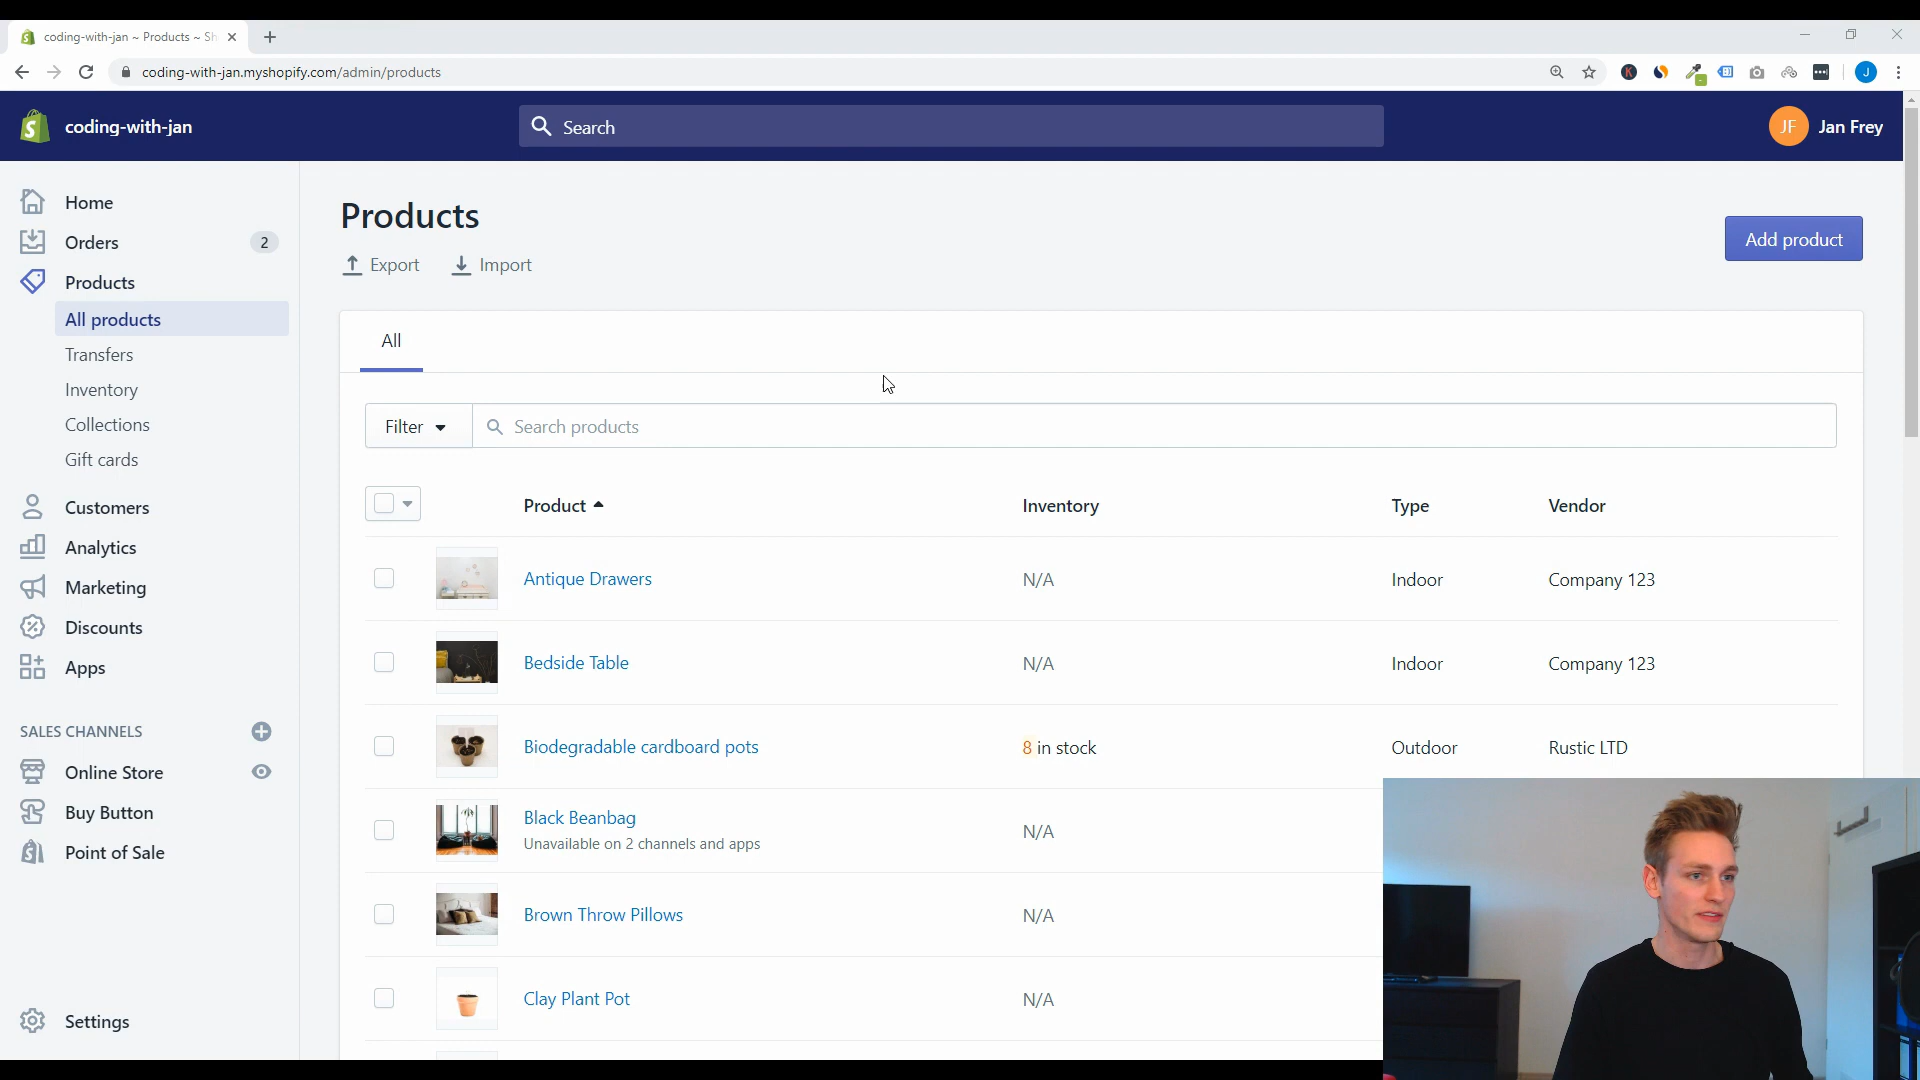 coding-with-jan ~ Products ~ Sh
coding-with-jan.myshopify.com/admin/products
J
coding-with-jan
Search
JF
Jan Frey
Home
Orders
2
Products
All products
Transfers
Inventory
Collections
Gift cards
Customers
Analytics
Marketing
Discounts
Apps
SALES CHANNELS
Online Store
Buy Button
Point of Sale
Settings
Products
Export
Import
Add product
All
Filter
Search products
Product
Inventory
Type
Vendor
Antique Drawers
N/A
Indoor
Company 123
Bedside Table
N/A
Indoor
Company 123
Biodegradable cardboard pots
8 in stock
Outdoor
Rustic LTD
Black Beanbag
Unavailable on 2 channels and apps
N/A
Brown Throw Pillows
N/A
Clay Plant Pot
N/A